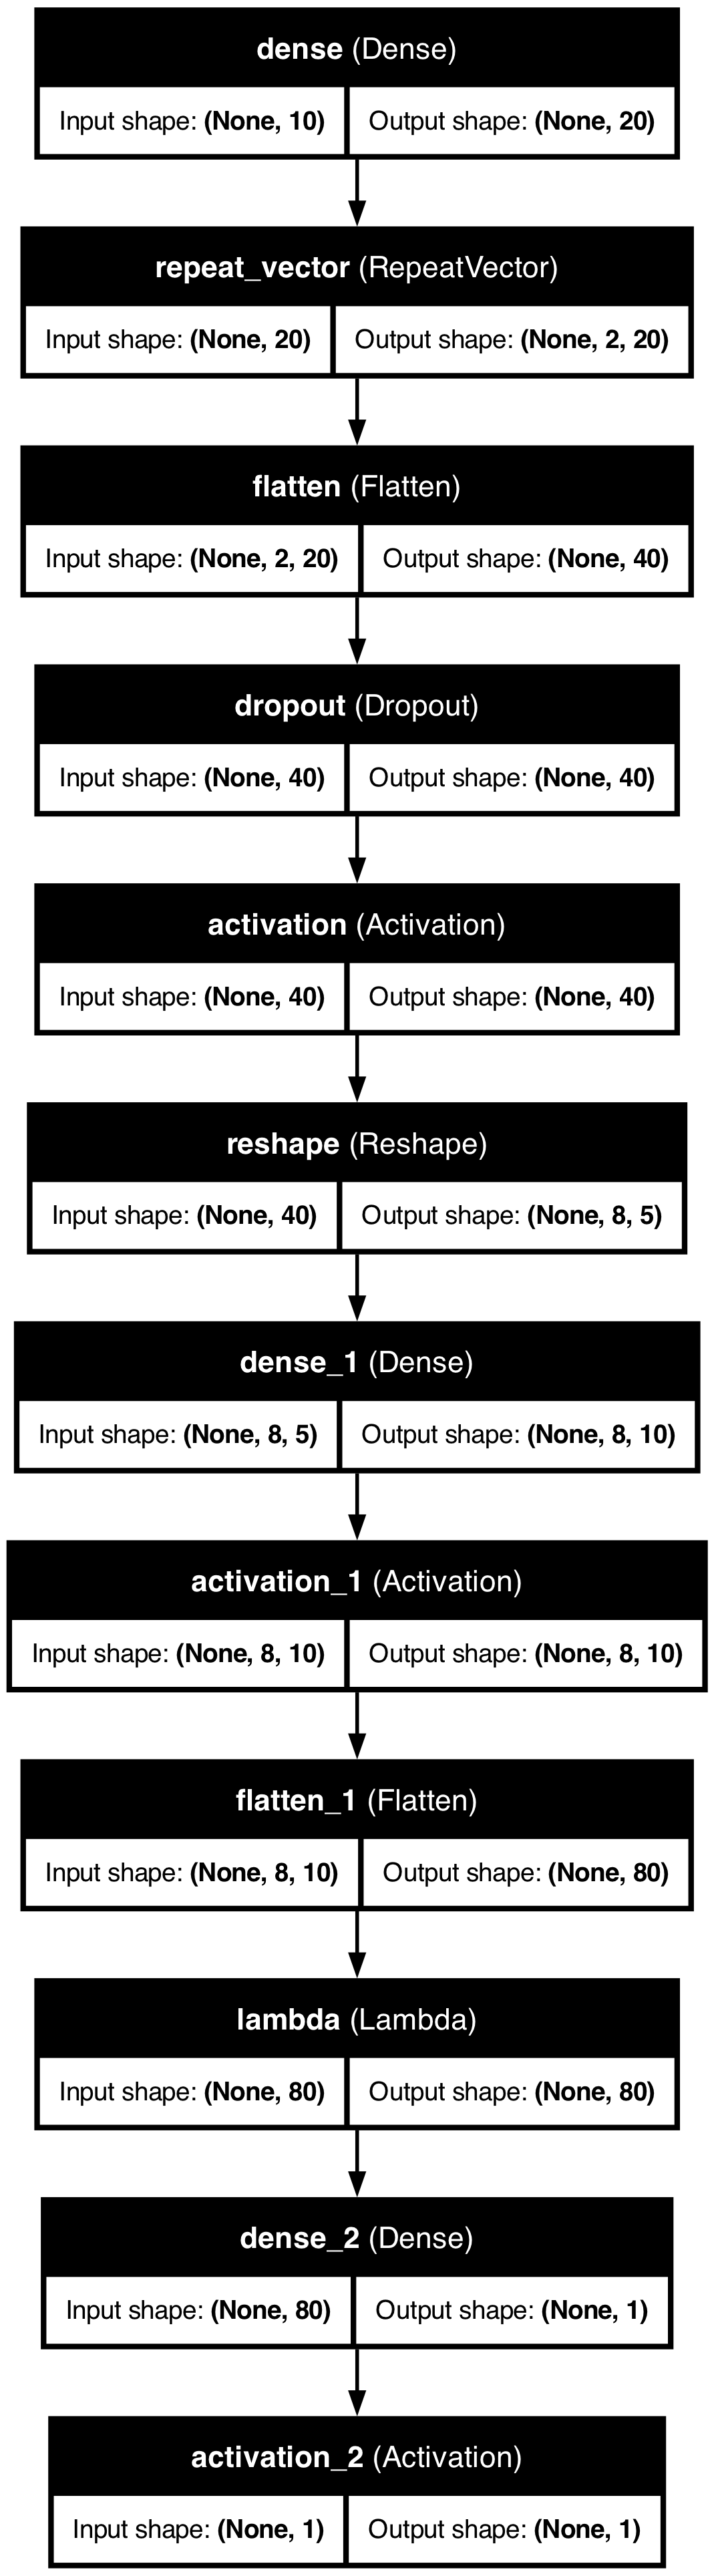 dense (Dense)
Input shape: (None, 10) Output shape: (None, 20)
repeat_vector (RepeatVector)
Input shape: (None, 20) Output shape: (None, 2, 20)
flatten (Flatten)
Input shape: (None, 2, 20) Output shape: (None, 40)
dropout (Dropout)
Input shape: (None, 40) Output shape: (None, 40)
activation (Activation)
Input shape: (None, 40) Output shape: (None, 40)
reshape (Reshape)
Input shape: (None, 40) Output shape: (None, 8, 5)
dense_1 (Dense)
Input shape: (None, 8, 5) Output shape: (None, 8, 10)
activation_1 (Activation)
Input shape: (None, 8, 10) Output shape: (None, 8, 10)
flatten_1 (Flatten)
Input shape: (None, 8, 10) Output shape: (None, 80)
lambda (Lambda)
Input shape: (None, 80) Output shape: (None, 80)
dense_2 (Dense)
Input shape: (None, 80) Output shape: (None, 1)
activation_2 (Activation)
Input shape: (None, 1) Output shape: (None, 1)